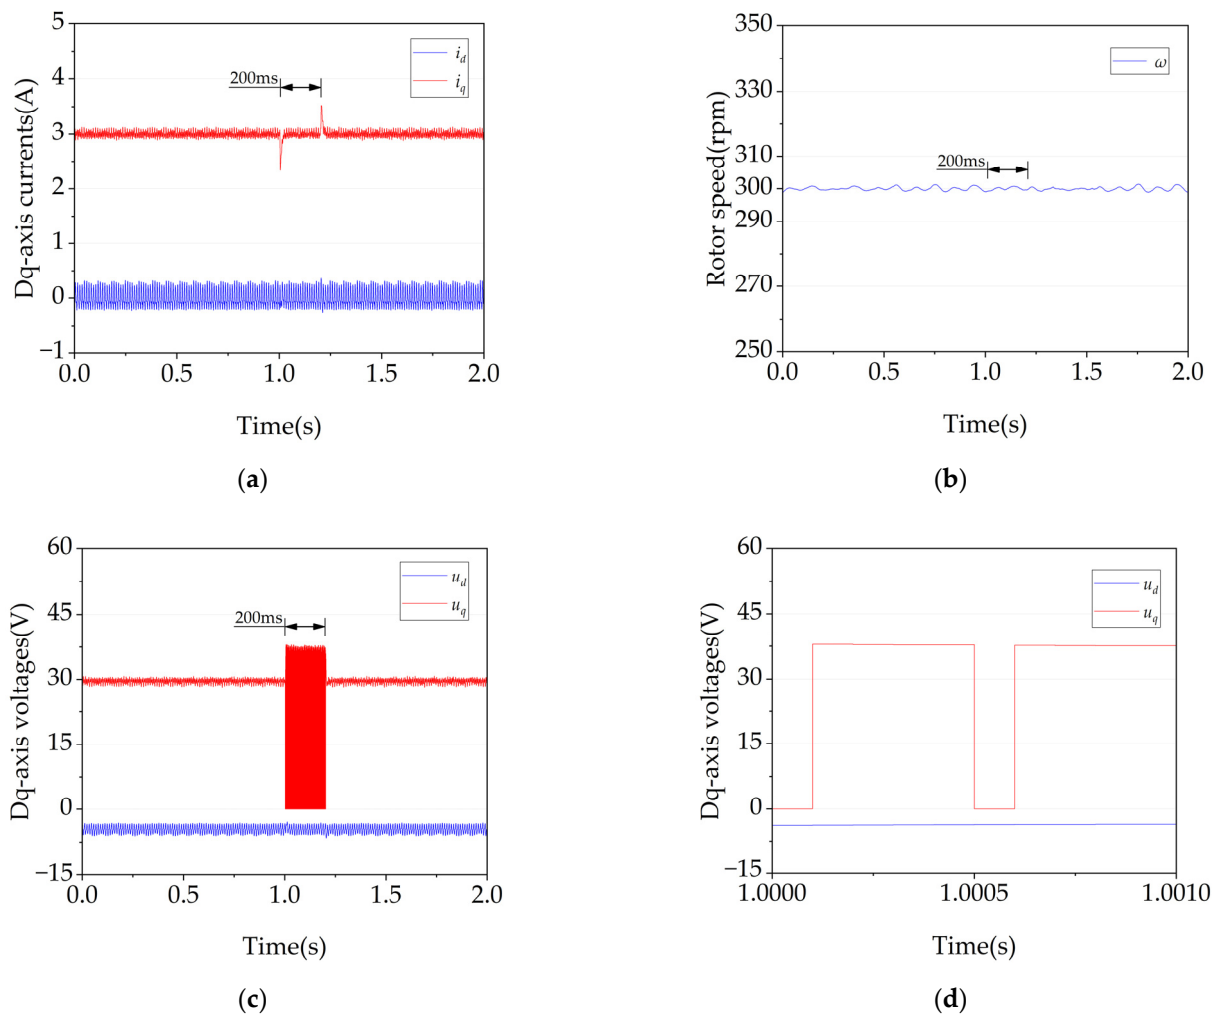 5
4
3
2
1
0
−1
0.0 0.5 1.0 1.5 2.0
Dq-axis currents(A)
Time(s)
i_d
i_q
200ms
(a)
350
330
310
300
290
270
250
0.0 0.5 1.0 1.5 2.0
Rotor speed(rpm)
Time(s)
ω
200ms
(b)
60
45
30
15
0
−15
0.0 0.5 1.0 1.5 2.0
Dq-axis voltages(V)
Time(s)
u_d
u_q
200ms
(c)
60
45
30
15
0
−15
1.0000 1.0005 1.0010
Dq-axis voltages(V)
Time(s)
u_d
u_q
(d)